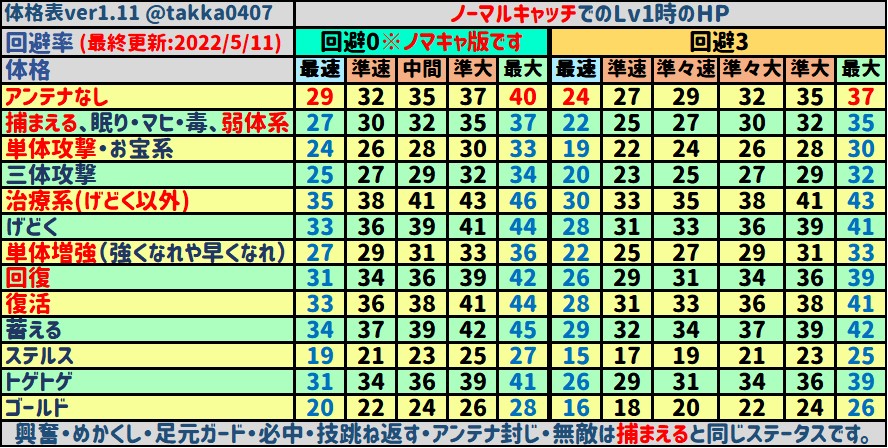 体格表ver1.11 @takka0407 ノーマルキャッチでのLv1時のHP
回避率 (最終更新:2022/5/11) 回避0※ノマキャ版です 回避3
体格 最速 準速 中間 準大 最大 最速 準速 準々速 準々大 準大 最大
アンテナなし 29 32 35 37 40 24 27 29 32 35 37
捕まえる、眠り・マヒ・毒、弱体系 27 30 32 35 37 22 25 27 30 32 35
単体攻撃・お宝系 24 26 28 30 33 19 22 24 26 28 30
三体攻撃 25 27 29 32 34 20 23 25 27 29 32
治療系(げどく以外) 35 38 41 43 46 30 33 35 38 41 43
げどく 33 36 39 41 44 28 31 33 36 39 41
単体増強(強くなれや早くなれ) 27 29 31 33 36 22 25 27 29 31 33
回復 31 34 36 39 42 26 29 31 34 36 39
復活 33 36 38 41 44 28 31 33 36 38 41
蓄える 34 37 39 42 45 29 32 34 37 39 42
ステルス 19 21 23 25 27 15 17 19 21 23 25
トゲトゲ 31 34 36 39 41 26 29 31 34 36 39
ゴールド 20 22 24 26 28 16 18 20 22 24 26
興奮・めかくし・足元ガード・必中・技跳ね返す・アンテナ封じ・無敵は捕まえると同じステータスです。